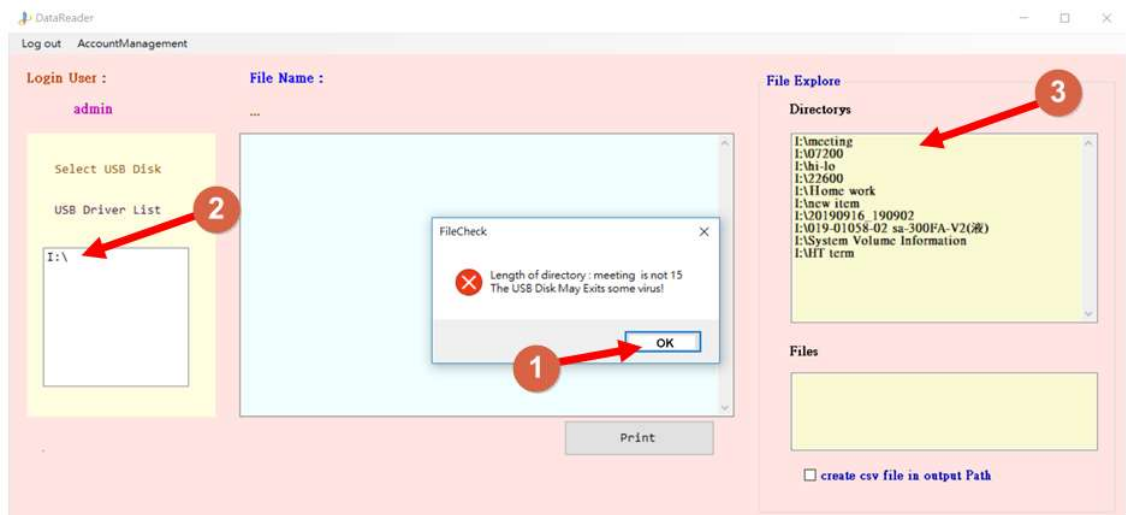 DataReader
Log out AccountManagement
Login User :
admin
File Name :
...
Select USB Disk
USB Driver List
2
I:\
FileCheck
Length of directory : meeting is not 15
The USB Disk May Exits some virus!
OK
1
Print
File Explore
3
Directorys
I:\meeting
I:\07200
I:\hi-lo
I:\22600
I:\Home work
I:\new item
I:\20190916_190902
I:\019-01058-02 sa-300FA-V2(液)
I:\System Volume Information
I:\HT term
Files
create csv file in output Path